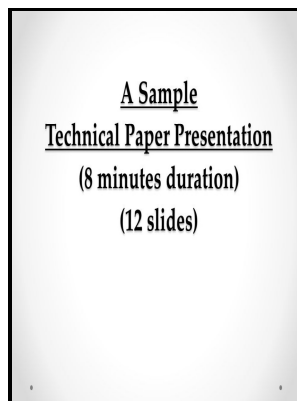 A Sample
Technical Paper Presentation
(8 minutes duration)
(12 slides)